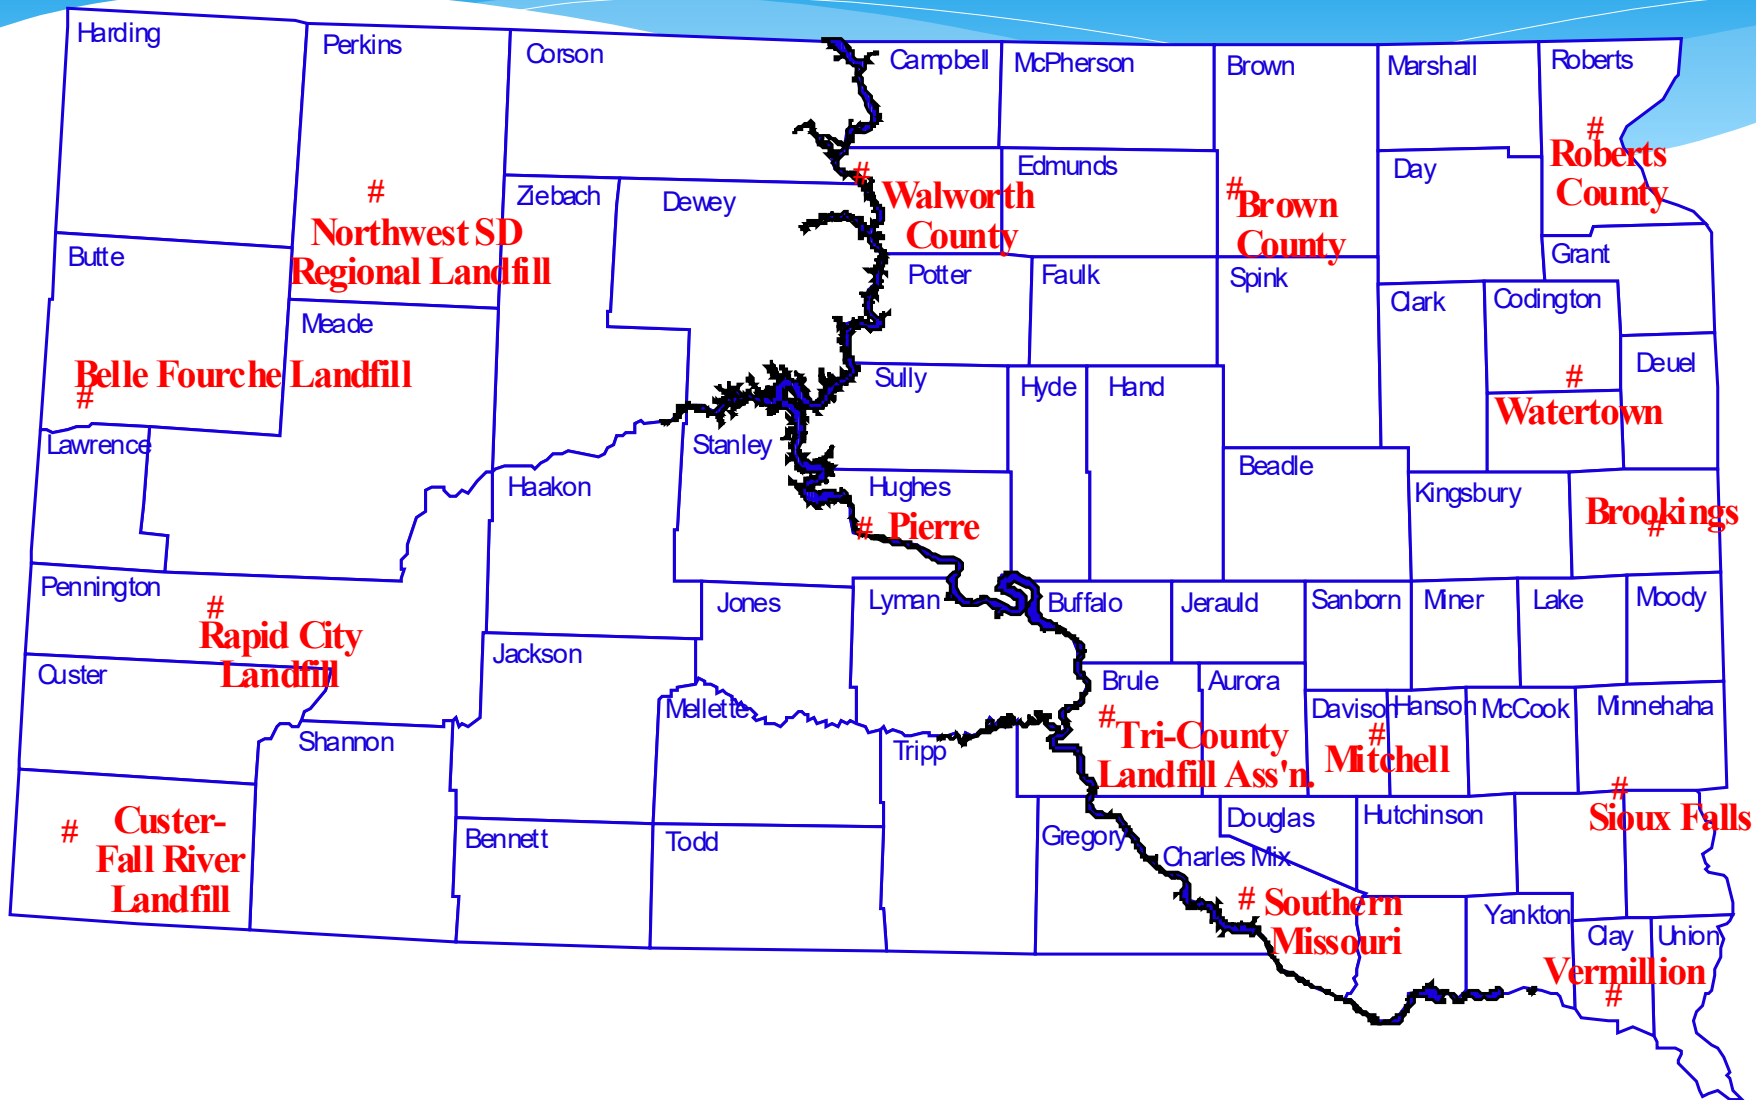 Harding
Perkins
Corson
Campbell
McPherson
Brown
Marshall
Roberts
#
Roberts
County
Edmunds
Day
#
Walworth
County
#
Brown
County
#
Northwest SD
Regional Landfill
Ziebach
Dewey
Butte
Potter
Faulk
Spink
Grant
Clark
Codington
Meade
Belle Fourche Landfill
#
Sully
Hyde
Hand
Deuel
#
Watertown
Lawrence
Stanley
Haakon
Hughes
# Pierre
Beadle
Kingsbury
Brookings
#
Pennington
#
Rapid City
Landfill
Jones
Lyman
Buffalo
Jerauld
Sanborn
Miner
Lake
Moody
Custer
Jackson
Mellette
Brule
Aurora
Davison
Hanson
McCook
Minnehaha
#
Tri-County
Landfill Ass'n.
#
Mitchell
Shannon
Tripp
#
Sioux Falls
#
Custer-
Fall River
Landfill
Bennett
Todd
Gregory
Douglas
Hutchinson
Charles Mix
# Southern
Missouri
Yankton
Clay
Union
Vermillion
#